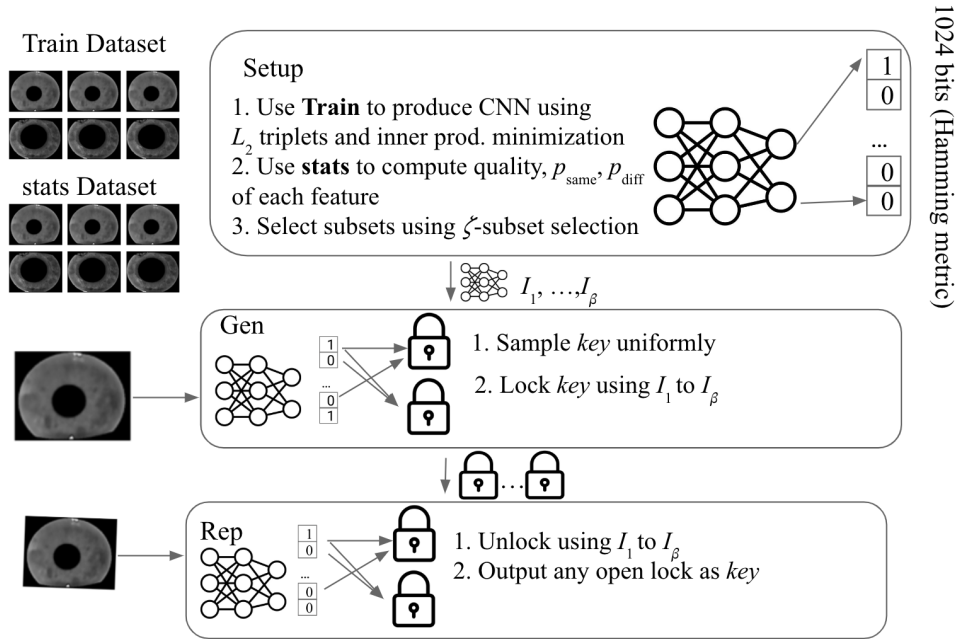 Train Dataset
stats Dataset
Setup
1. Use Train to produce CNN using
L2 triplets and inner prod. minimization
2. Use stats to compute quality, psame, pdiff
of each feature
3. Select subsets using ζ-subset selection
1
0
...
0
0
1024 bits (Hamming metric)
I1, …,Iβ
Gen
1
0
...
0
1
1. Sample key uniformly
2. Lock key using I1 to Iβ
...
Rep
1
0
...
0
0
1. Unlock using I1 to Iβ
2. Output any open lock as key